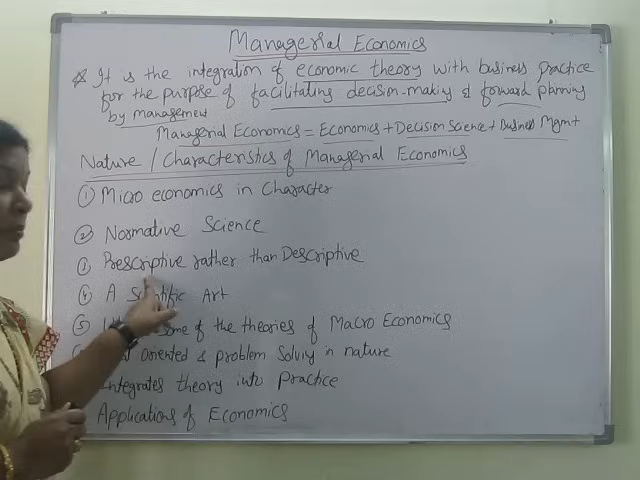 Managerial Economics
☆ It is the integration of economic theory with business practice
for the purpose of facilitating decision-making & forward planning
by management
Managerial Economics = Economics + Decision Science + Business Mgmt
Nature / Characteristics of Managerial Economics
① Micro economics in Character
② Normative Science
③ Prescriptive rather than Descriptive
④ A Scientific Art
⑤ some of the theories of Macro Economics
oriented & problem solving in nature
Integrates theory into Practice
Applications of Economics